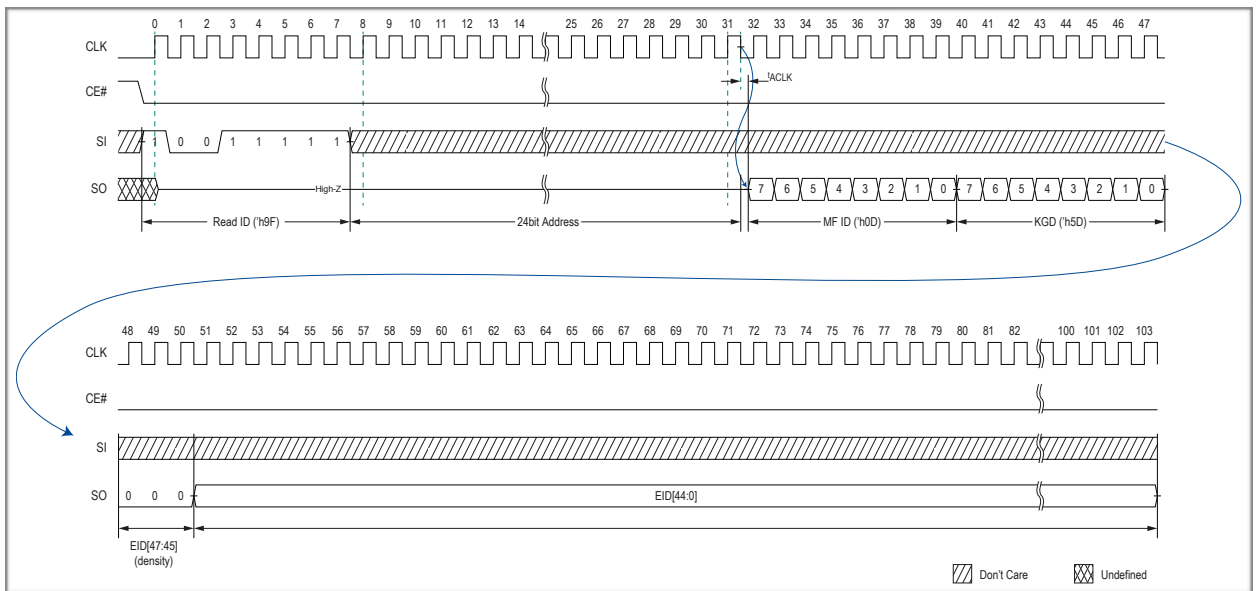 0 1 2 3 4 5 6 7 8 9 10 11 12 13 14 25 26 27 28 29 30 31 32 33 34 35 36 37 38 39 40 41 42 43 44 45 46 47
CLK
tACLK
CE#
SI 1 0 0 1 1 1 1 1
SO High-Z 7 6 5 4 3 2 1 0 7 6 5 4 3 2 1 0
Read ID ('h9F) 24bit Address MF ID ('h0D) KGD ('h5D)
48 49 50 51 52 53 54 55 56 57 58 59 60 61 62 63 64 65 66 67 68 69 70 71 72 73 74 75 76 77 78 79 80 81 82 100 101 102 103
CLK
CE#
SI
SO 0 0 0 EID[44:0]
EID[47:45]
(density)
Don't Care Undefined